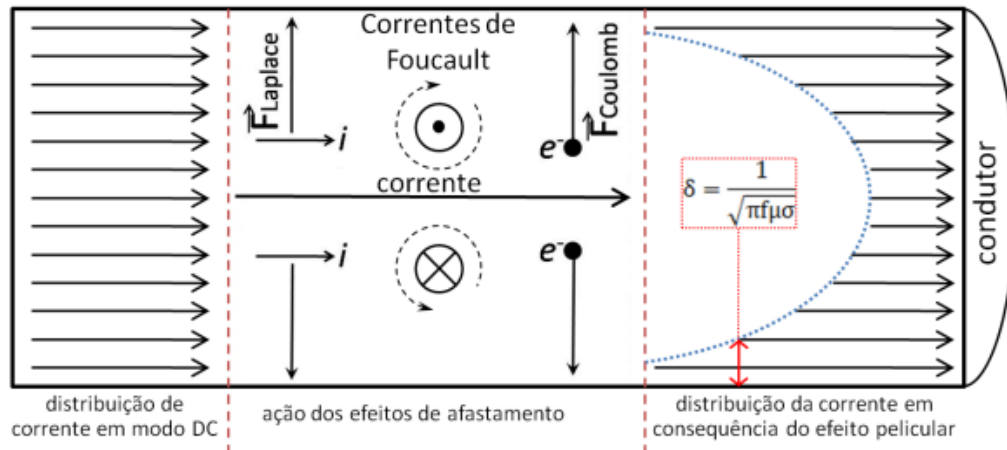 Correntes de
Foucault
F Laplace
i
F Coulomb
e⁻
corrente
i
e⁻
δ = 1/√πfμσ
condutor
distribuição de
corrente em modo DC
ação dos efeitos de afastamento
distribuição da corrente em
consequência do efeito pelicular